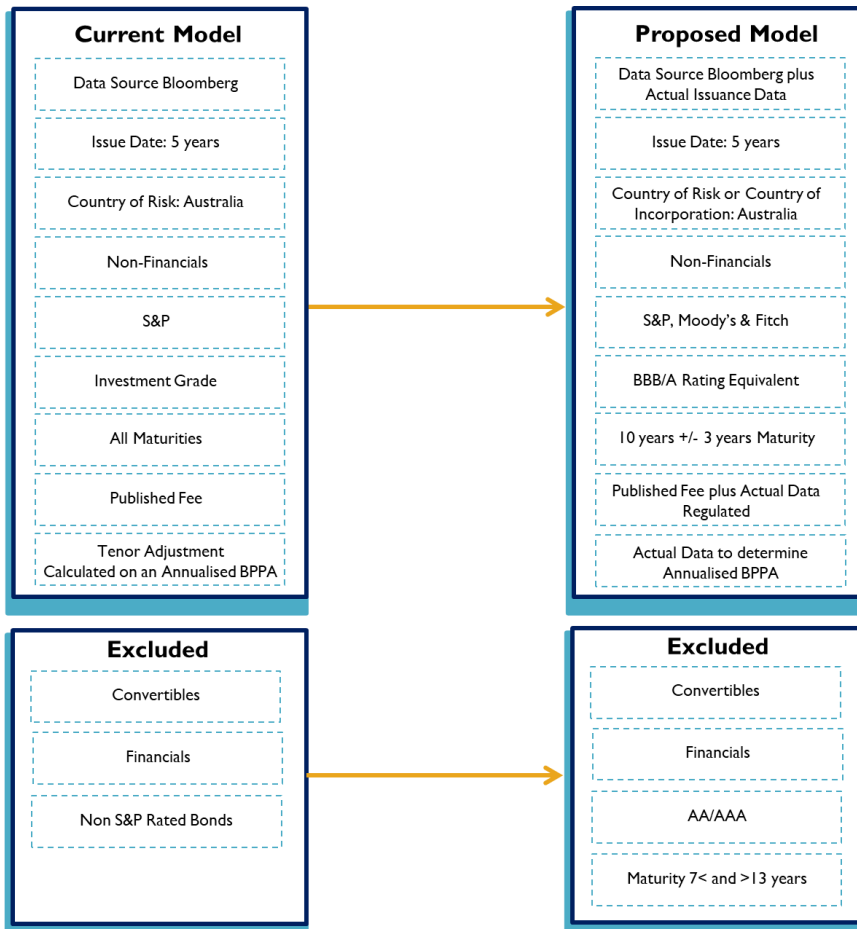 Current Model
Data Source Bloomberg
Issue Date: 5 years
Country of Risk: Australia
Non-Financials
S&P
Investment Grade
All Maturities
Published Fee
Tenor Adjustment
Calculated on an Annualised BPPA
Proposed Model
Data Source Bloomberg plus
Actual Issuance Data
Issue Date: 5 years
Country of Risk or Country of
Incorporation: Australia
Non-Financials
S&P, Moody's & Fitch
BBB/A Rating Equivalent
10 years +/- 3 years Maturity
Published Fee plus Actual Data
Regulated
Actual Data to determine
Annualised BPPA
Excluded
Convertibles
Financials
Non S&P Rated Bonds
Excluded
Convertibles
Financials
AA/AAA
Maturity 7< and >13 years